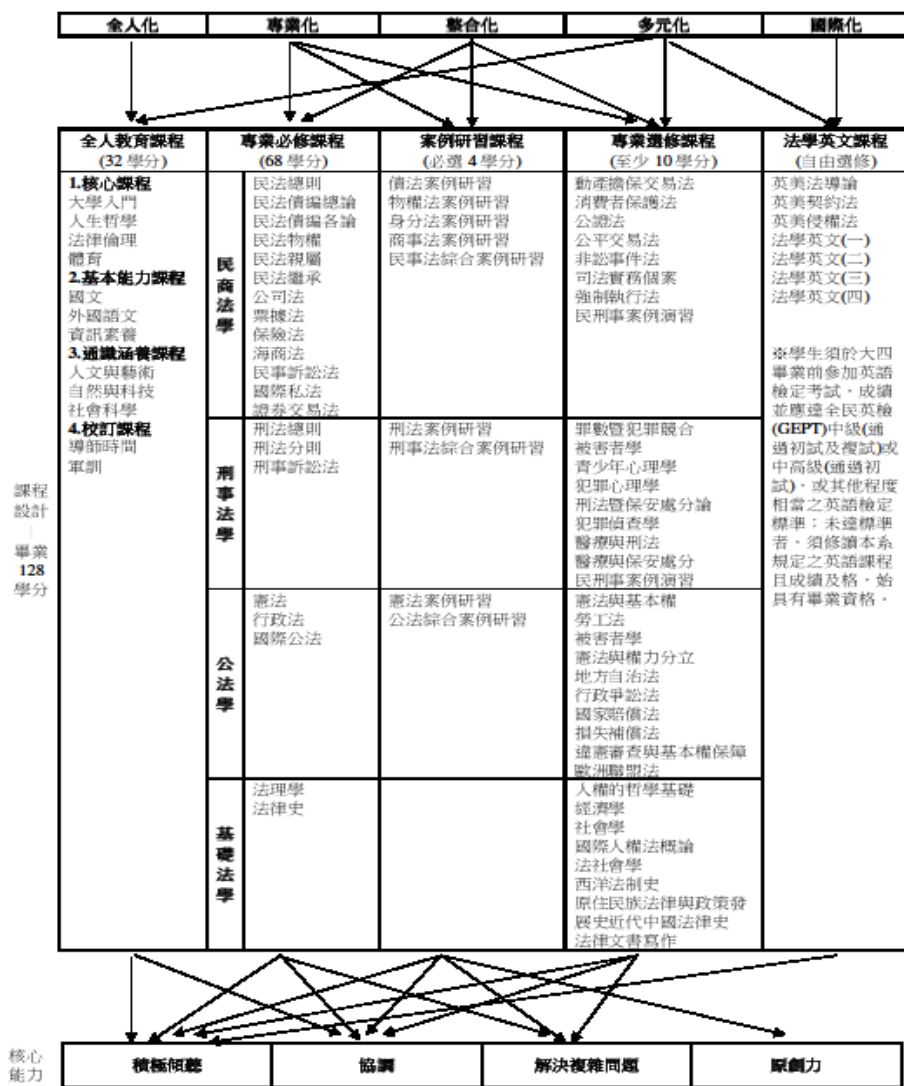 全人化
專業化
整合化
多元化
國際化
全人教育課程
(32 學分)
專業必修課程
(68 學分)
案例研習課程
(必選 4 學分)
專業選修課程
(至少 10 學分)
法學英文課程
(自由選修)
課程
設計
畢業
128
學分
1.核心課程
大學入門
人生哲學
法律倫理
體育
2.基本能力課程
國文
外國語文
資訊素養
3.通識涵養課程
人文與藝術
自然與科技
社會科學
4.校訂課程
導師時間
軍訓
民商法學
民法總則
民法債編總論
民法債編各論
民法物權
民法親屬
民法繼承
公司法
票據法
保險法
海商法
民事訴訟法
國際私法
證券交易法
債法案例研習
物權法案例研習
身分法案例研習
商事法案例研習
民事法綜合案例研習
動產擔保交易法
消費者保護法
公證法
公平交易法
非訟事件法
司法實務個案
強制執行法
民刑事案例演習
刑事法學
刑法總則
刑法分則
刑事訴訟法
刑法案例研習
刑事法綜合案例研習
罪數暨犯罪競合
被害者學
青少年心理學
犯罪心理學
刑法暨保安處分論
犯罪偵查學
醫療與刑法
醫療與保安處分
民刑事案例演習
公法學
憲法
行政法
國際公法
憲法案例研習
公法綜合案例研習
憲法與基本權
勞工法
被害者學
憲法與權力分立
地方自治法
行政爭訟法
國家賠償法
損失補償法
違憲審查與基本權保障
歐洲聯盟法
基礎法學
法理學
法律史
人權的哲學基礎
經濟學
社會學
國際人權法概論
法社會學
西洋法制史
原住民族法律與政策發
展史近代中國法律史
法律文書寫作
英美法導論
英美契約法
英美侵權法
法學英文(一)
法學英文(二)
法學英文(三)
法學英文(四)
※學生須於大四
畢業前參加英語
檢定考試，成績
並應達全民英檢
(GEPT)中級(通
過初試及複試)或
中高級(通過初
試)，或其他程度
相當之英語檢定
標準；未達標準
者，須修讀本系
規定之英語課程
且成績及格，始
具有畢業資格。
核心
能力
積極傾聽
協調
解決複雜問題
原創力